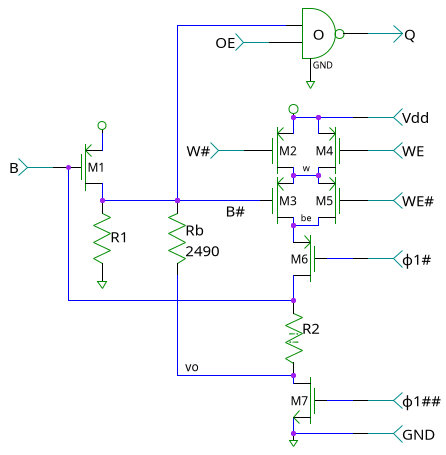 O
OE
Q
GND
Vdd
M2
M4
W#
WE
B
M1
w
M3
M5
WE#
B#
be
R1
Rb
2490
M6
ϕ1#
R2
vo
M7
ϕ1##
GND